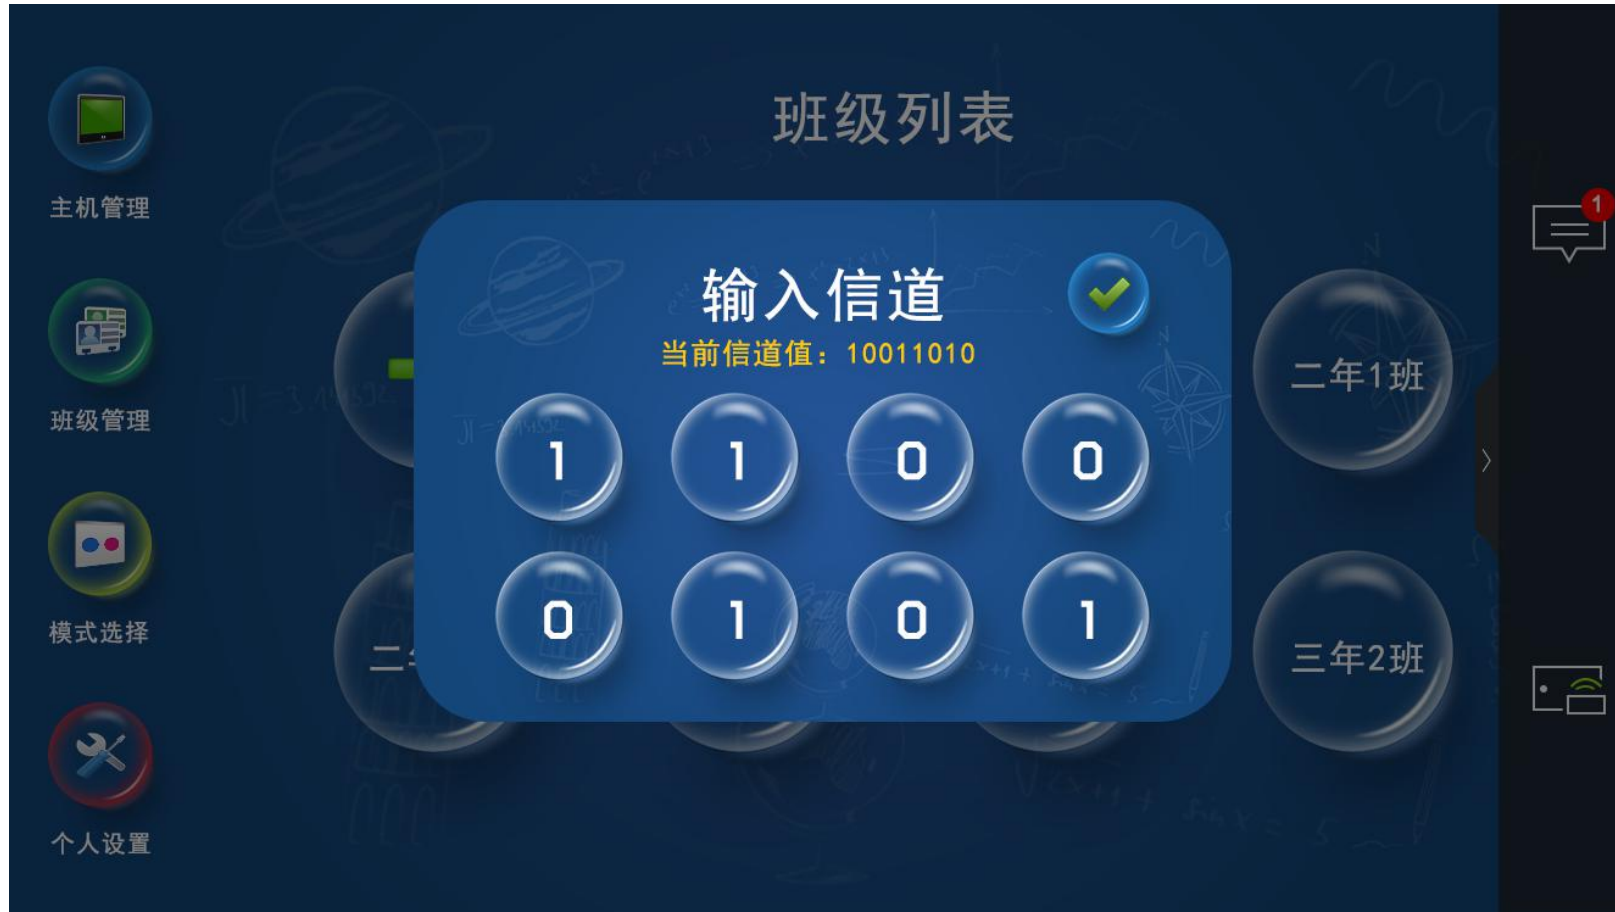 班级列表
主机管理
班级管理
模式选择
个人设置
输入信道
当前信道值：10011010
1 1 0 0
0 1 0 1
二年1班
三年2班
1